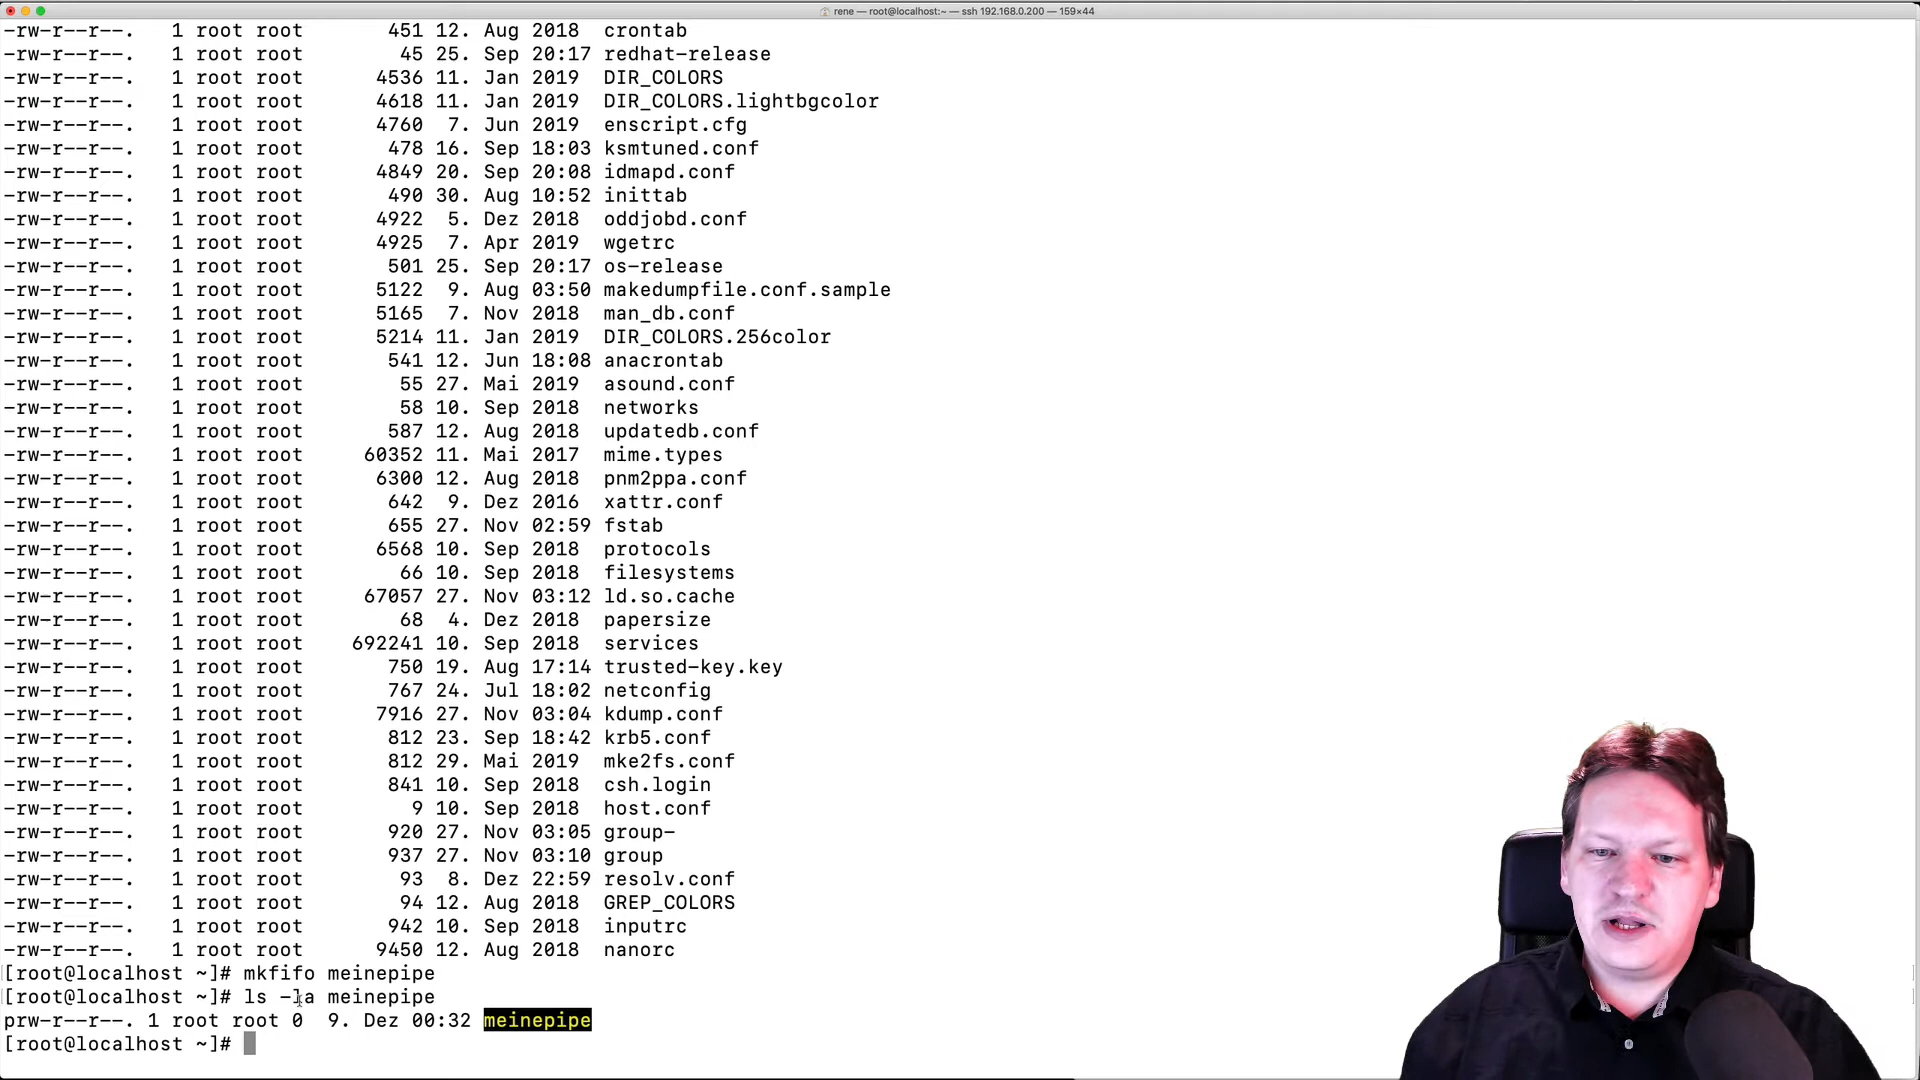 rene — root@localhost:~ — ssh 192.168.0.200 — 159×44
-rw-r--r--. 1 root root 451 12. Aug 2018 crontab
-rw-r--r--. 1 root root 45 25. Sep 20:17 redhat-release
-rw-r--r--. 1 root root 4536 11. Jan 2019 DIR_COLORS
-rw-r--r--. 1 root root 4618 11. Jan 2019 DIR_COLORS.lightbgcolor
-rw-r--r--. 1 root root 4760 7. Jun 2019 enscript.cfg
-rw-r--r--. 1 root root 478 16. Sep 18:03 ksmtuned.conf
-rw-r--r--. 1 root root 4849 20. Sep 20:08 idmapd.conf
-rw-r--r--. 1 root root 490 30. Aug 10:52 inittab
-rw-r--r--. 1 root root 4922 5. Dez 2018 oddjobd.conf
-rw-r--r--. 1 root root 4925 7. Apr 2019 wgetrc
-rw-r--r--. 1 root root 501 25. Sep 20:17 os-release
-rw-r--r--. 1 root root 5122 9. Aug 03:50 makedumpfile.conf.sample
-rw-r--r--. 1 root root 5165 7. Nov 2018 man_db.conf
-rw-r--r--. 1 root root 5214 11. Jan 2019 DIR_COLORS.256color
-rw-r--r--. 1 root root 541 12. Jun 18:08 anacrontab
-rw-r--r--. 1 root root 55 27. Mai 2019 asound.conf
-rw-r--r--. 1 root root 58 10. Sep 2018 networks
-rw-r--r--. 1 root root 587 12. Aug 2018 updatedb.conf
-rw-r--r--. 1 root root 60352 11. Mai 2017 mime.types
-rw-r--r--. 1 root root 6300 12. Aug 2018 pnm2ppa.conf
-rw-r--r--. 1 root root 642 9. Dez 2016 xattr.conf
-rw-r--r--. 1 root root 655 27. Nov 02:59 fstab
-rw-r--r--. 1 root root 6568 10. Sep 2018 protocols
-rw-r--r--. 1 root root 66 10. Sep 2018 filesystems
-rw-r--r--. 1 root root 67057 27. Nov 03:12 ld.so.cache
-rw-r--r--. 1 root root 68 4. Dez 2018 papersize
-rw-r--r--. 1 root root 692241 10. Sep 2018 services
-rw-r--r--. 1 root root 750 19. Aug 17:14 trusted-key.key
-rw-r--r--. 1 root root 767 24. Jul 18:02 netconfig
-rw-r--r--. 1 root root 7916 27. Nov 03:04 kdump.conf
-rw-r--r--. 1 root root 812 23. Sep 18:42 krb5.conf
-rw-r--r--. 1 root root 812 29. Mai 2019 mke2fs.conf
-rw-r--r--. 1 root root 841 10. Sep 2018 csh.login
-rw-r--r--. 1 root root 9 10. Sep 2018 host.conf
-rw-r--r--. 1 root root 920 27. Nov 03:05 group-
-rw-r--r--. 1 root root 937 27. Nov 03:10 group
-rw-r--r--. 1 root root 93 8. Dez 22:59 resolv.conf
-rw-r--r--. 1 root root 94 12. Aug 2018 GREP_COLORS
-rw-r--r--. 1 root root 942 10. Sep 2018 inputrc
-rw-r--r--. 1 root root 9450 12. Aug 2018 nanorc
[root@localhost ~]# mkfifo meinepipe
[root@localhost ~]# ls -la meinepipe
prw-r--r--. 1 root root 0 9. Dez 00:32 meinepipe
[root@localhost ~]#